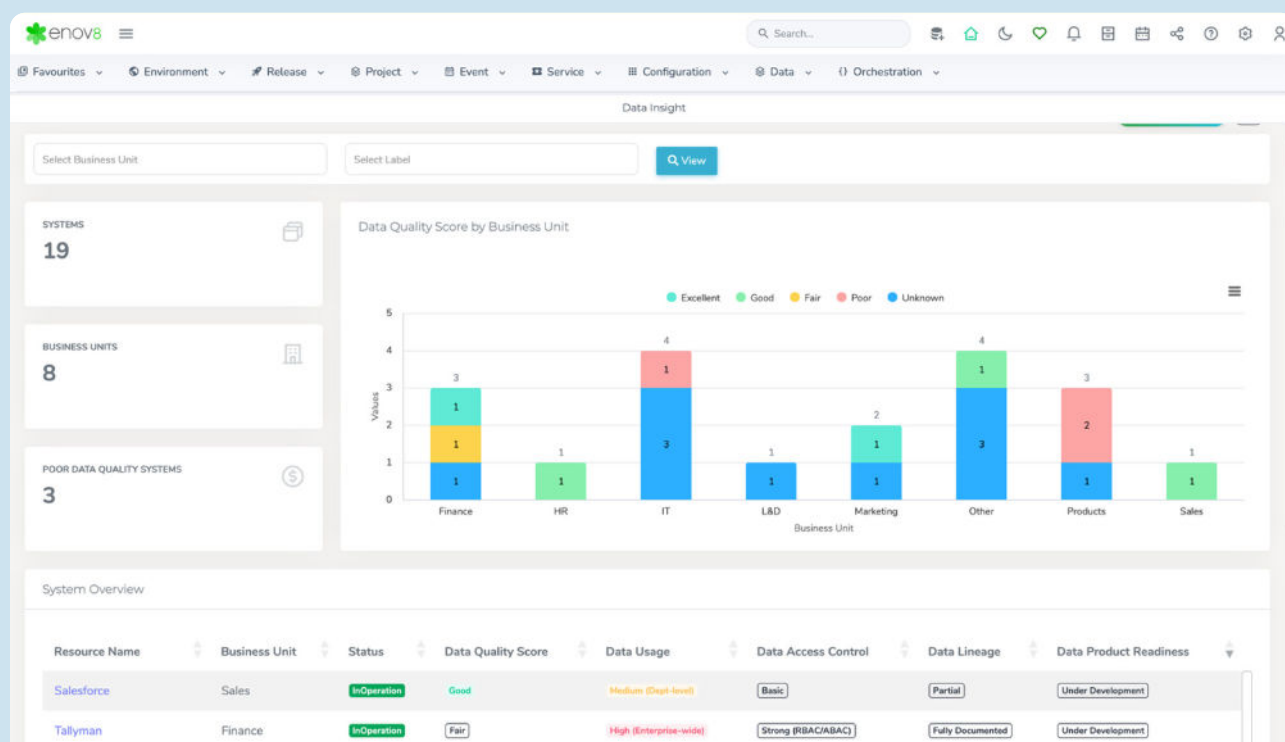 enov8
Search...
Favourites Environment Release Project Event Service Configuration Data Orchestration
Data Insight
Select Business Unit Select Label View
SYSTEMS
19
BUSINESS UNITS
8
POOR DATA QUALITY SYSTEMS
3
Data Quality Score by Business Unit
Excellent Good Fair Poor Unknown
Values
5
4
3
2
1
0
3 1 4 1 2 4 3 1
1 1 1
1 1 2
1 1 3 1 1 3 1 1
Finance HR IT L&D Marketing Other Products Sales
Business Unit
System Overview
Resource Name Business Unit Status Data Quality Score Data Usage Data Access Control Data Lineage Data Product Readiness
Salesforce Sales InOperation Good Medium (Dept-level) Basic Partial Under Development
Tallyman Finance InOperation Fair High (Enterprise-wide) Strong (RBAC/ABAC) Fully Documented Under Development